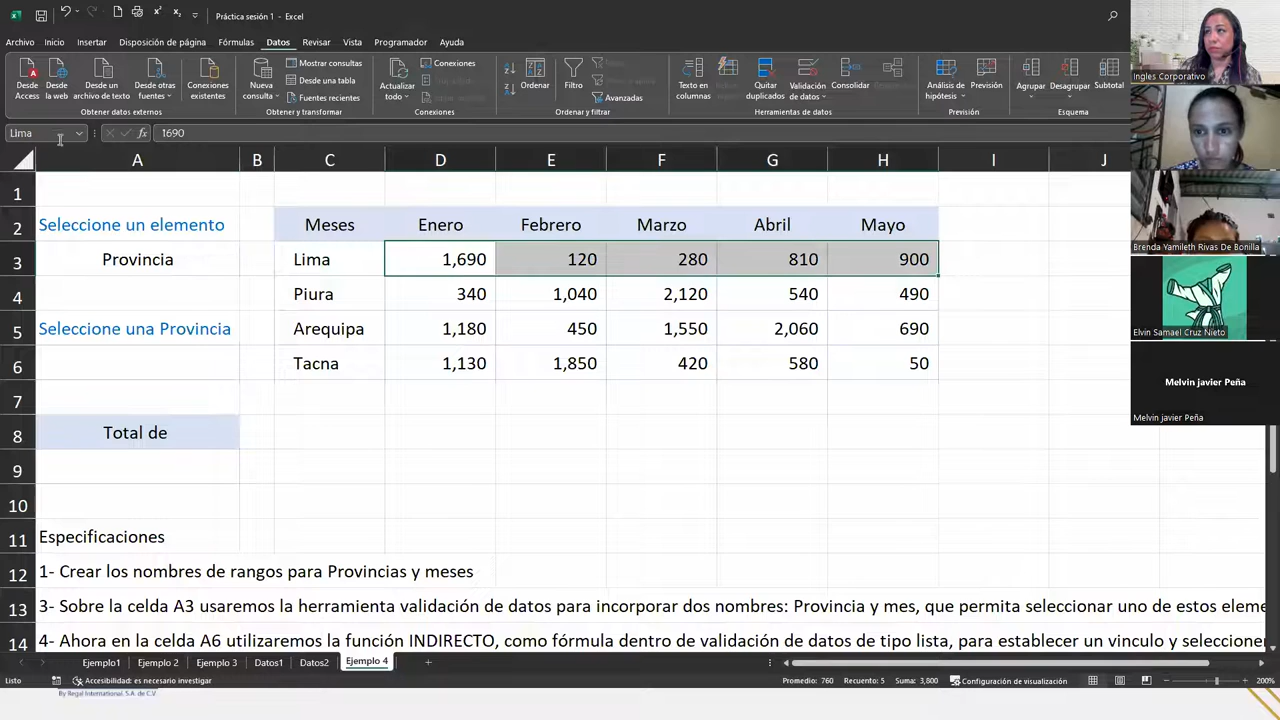 Práctica sesión 1 - Excel
Archivo Inicio Insertar Disposición de página Fórmulas Datos Revisar Vista Programador Ayuda
Desde Access
Desde la web
Desde un archivo de texto
Desde otras fuentes
Conexiones existentes
Nueva consulta
Mostrar consultas
Desde una tabla
Fuentes recientes
Actualizar todo
Conexiones
Ordenar
Filtro
Avanzadas
Texto en columnas
Quitar duplicados
Validación de datos
Consolidar
Análisis de hipótesis
Previsión
Agrupar
Desagrupar
Subtotal
Obtener datos externos
Obtener y transformar
Conexiones
Ordenar y filtrar
Herramientas de datos
Previsión
Esquema
Lima 1690
A B C D E F G H I J
1
2 Seleccione un elemento Meses Enero Febrero Marzo Abril Mayo
3 Provincia Lima 1,690 120 280 810 900
4 Piura 340 1,040 2,120 540 490
5 Seleccione una Provincia Arequipa 1,180 450 1,550 2,060 690
6 Tacna 1,130 1,850 420 580 50
7
8 Total de
9
10
11 Especificaciones
12 1- Crear los nombres de rangos para Provincias y meses
13 3- Sobre la celda A3 usaremos la herramienta validación de datos para incorporar dos nombres: Provincia y mes, que permita seleccionar uno de estos eleme
14 4- Ahora en la celda A6 utilizaremos la función INDIRECTO, como fórmula dentro de validación de datos de tipo lista, para establecer un vinculo y seleccioner
Ejemplo1 Ejemplo 2 Ejemplo 3 Datos1 Datos2 Ejemplo 4
Listo Accesibilidad: es necesario investigar Promedio: 760 Recuento: 5 Suma: 3,800 Configuración de visualización 200%
By Regal International, S.A. de C.V
Ingles Corporativo
Brenda Yamileth Rivas De Bonilla
Elvin Samael Cruz Nieto
Melvin javier Peña
Melvin javier Peña